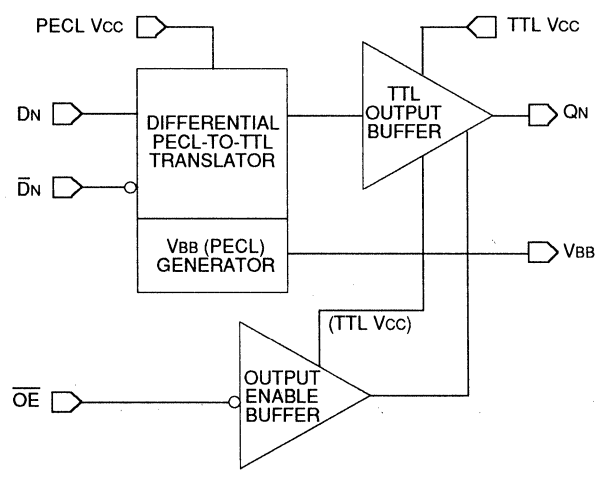 PECL VCC
TTL VCC
DN
DIFFERENTIAL
PECL-TO-TTL
TRANSLATOR
TTL
OUTPUT
BUFFER
QN
D̅N
VBB (PECL)
GENERATOR
VBB
(TTL VCC)
O̅E̅
OUTPUT
ENABLE
BUFFER